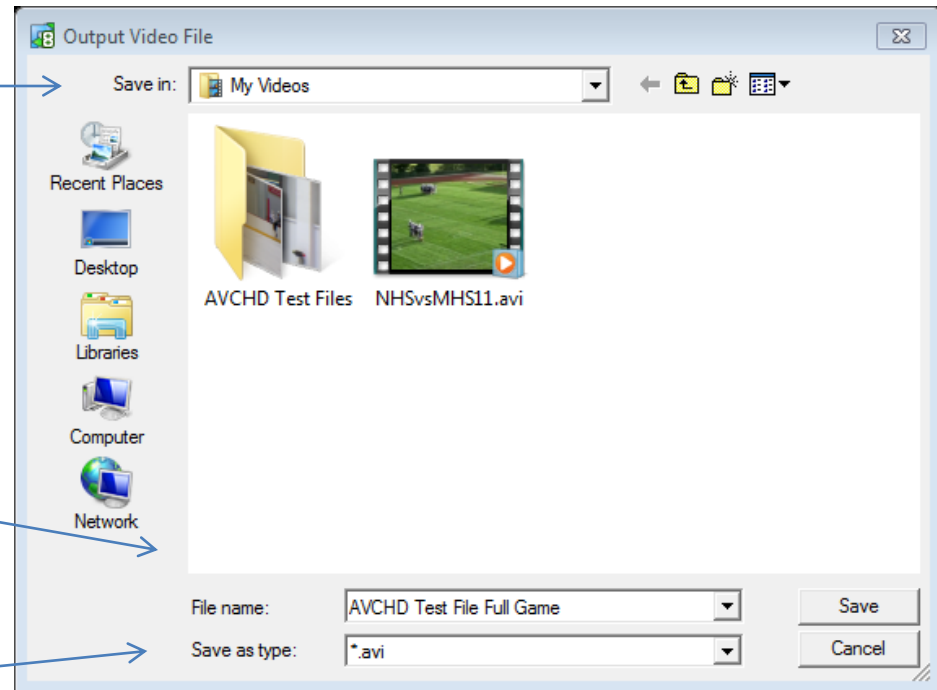 Output Video File
Save in: My Videos
Recent Places
Desktop
Libraries
Computer
Network
AVCHD Test Files NHSvsMHS11.avi
File name: AVCHD Test File Full Game Save
Save as type: *.avi Cancel